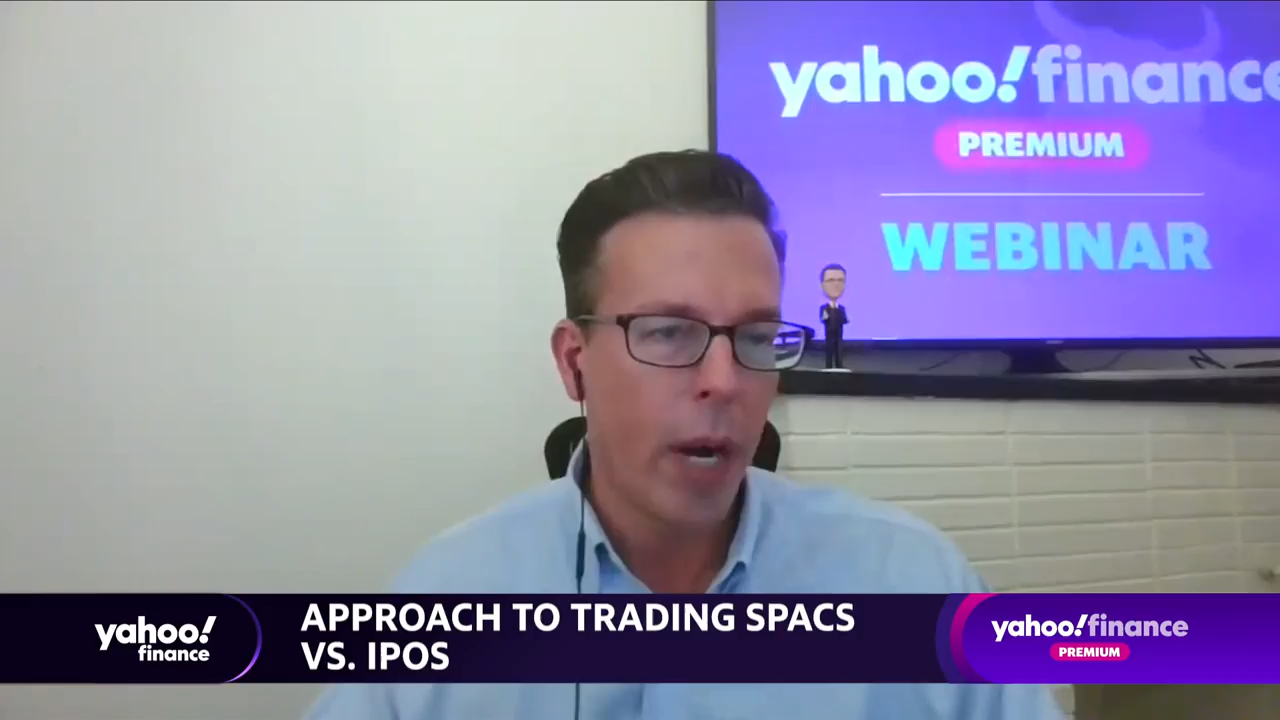 yahoo!finance
PREMIUM
WEBINAR
yahoo!
finance
APPROACH TO TRADING SPACS
VS. IPOS
yahoo!finance
PREMIUM